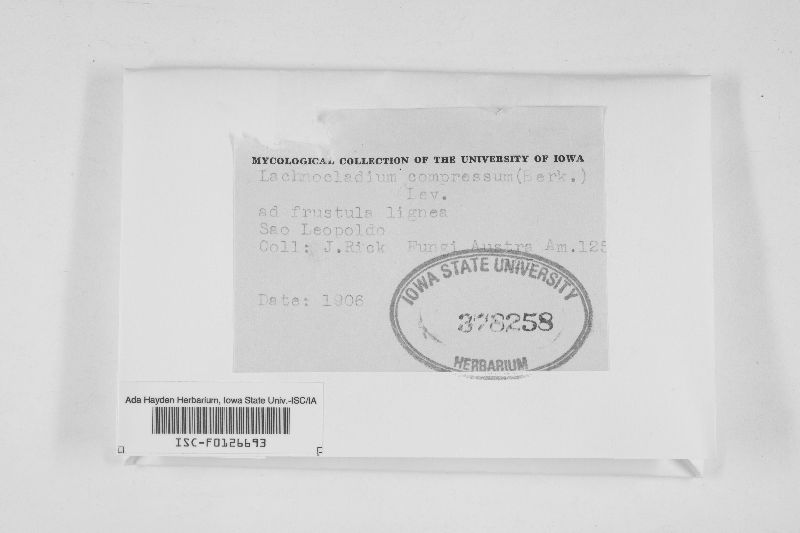 MYCOLOGICAL COLLECTION OF THE UNIVERSITY OF IOWA
Lachnocladium compressum (Berk.)
Lev.
ad frustula lignea
Sao Leopoldo
Coll: J.Rick Fungi Austra Am.125
Date: 1906
IOWA STATE UNIVERSITY
378258
HERBARIUM
Ada Hayden Herbarium, Iowa State Univ.-ISC/IA
ISC-F0126693